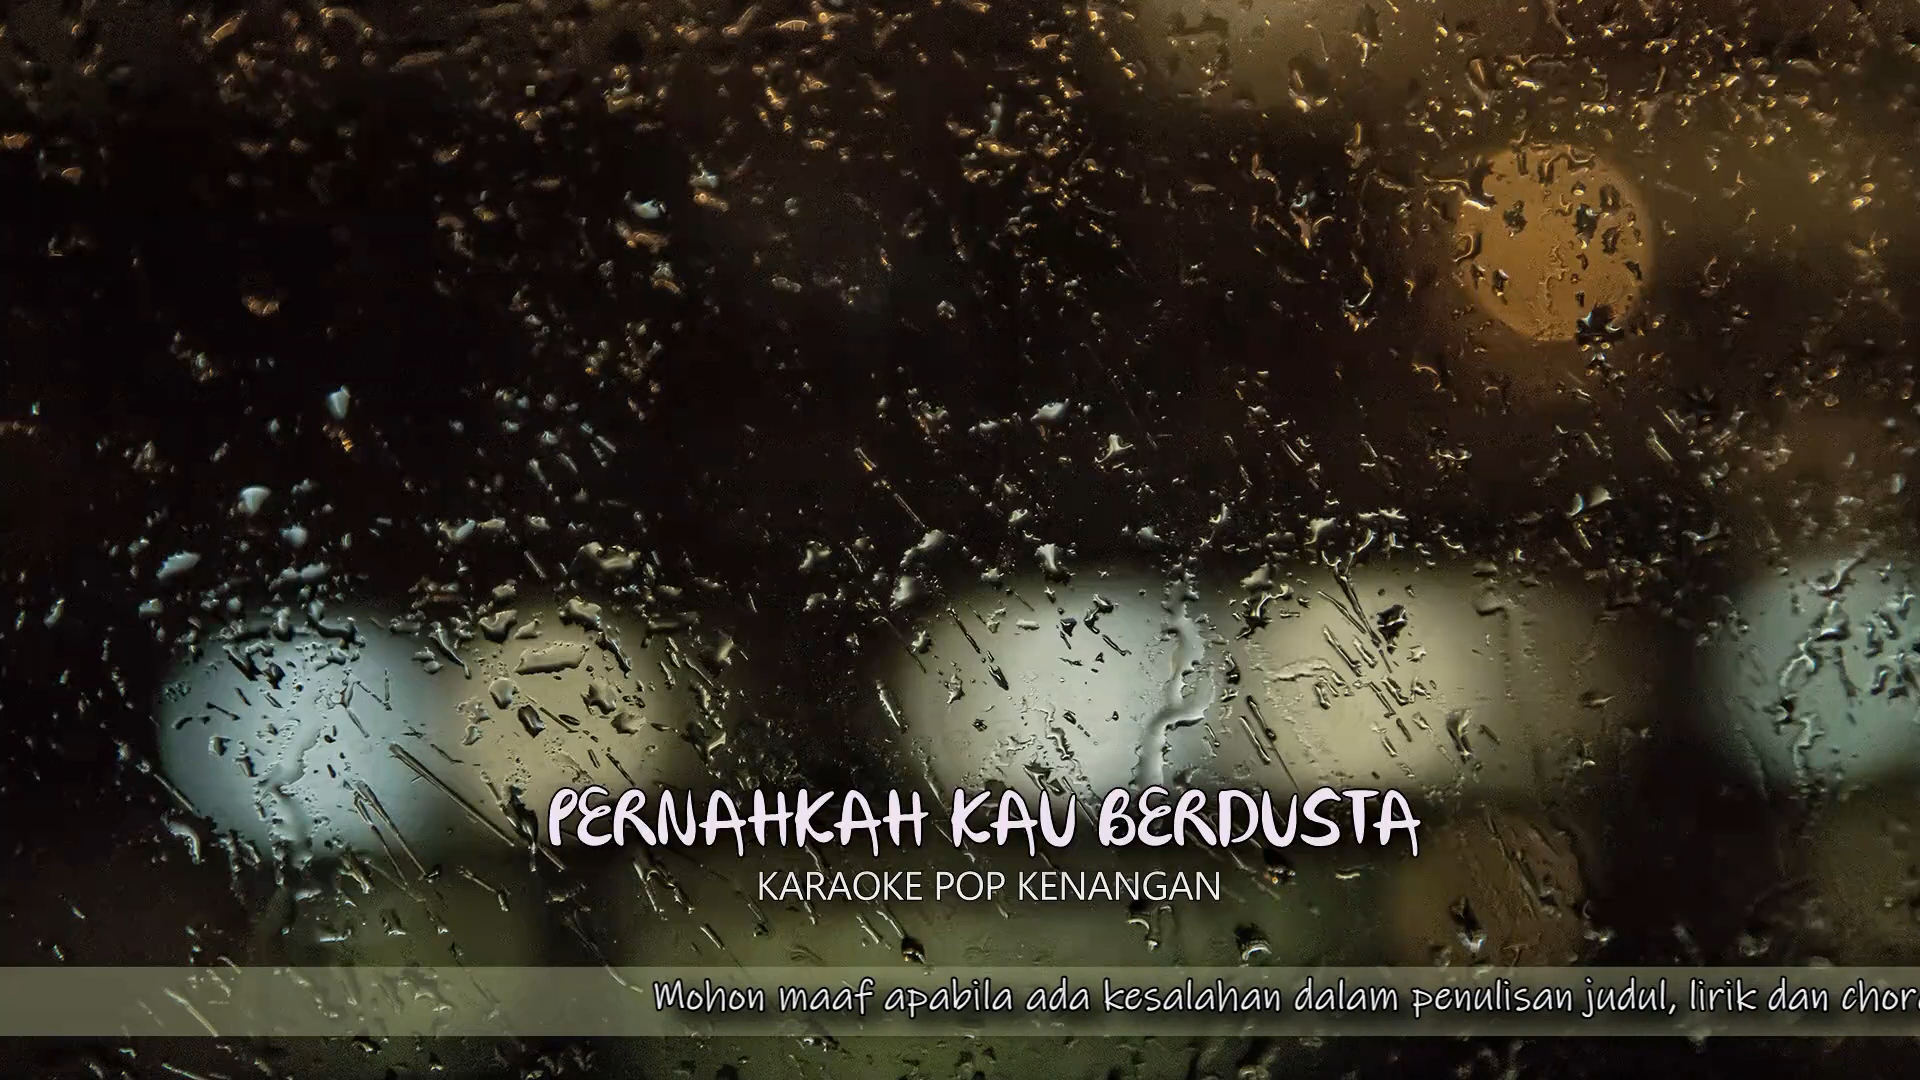 PERNAHKAH KAU BERDUSTA
KARAOKE POP KENANGAN
Mohon maaf apabila ada kesalahan dalam penulisan judul, lirik dan